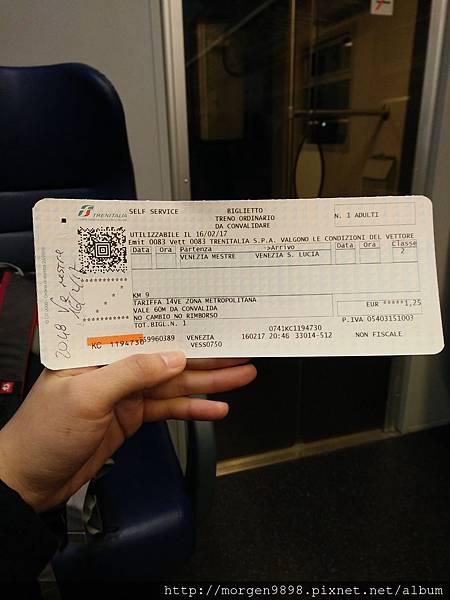 TRENITALIA
SELF SERVICE
BIGLIETTO
TRENO ORDINARIO
DA CONVALIDARE
N. 1 ADULTI
UTILIZZABILE IL 16/02/17
Emit 0083 Vett 0083 TRENITALIA S.P.A. VALGONO LE CONDIZIONI DEL VETTORE
Data Ora Partenza ->Arrivo Data Ora Classe
VENEZIA MESTRE VENEZIA S. LUCIA 2
KM 9
TARIFFA 14VE ZONA METROPOLITANA
VALE 60M DA CONVALIDA
NO CAMBIO NO RIMBORSO
TOT.BIGL.N. 1
EUR ****1,25
0741KC1194730
P.IVA 05403151003
KC 1194730
59960389 VENEZIA 160217 20:46 33014-512 NON FISCALE
VESS0750
2048 VE mestre
http://morgen9898.pixnet.net/album